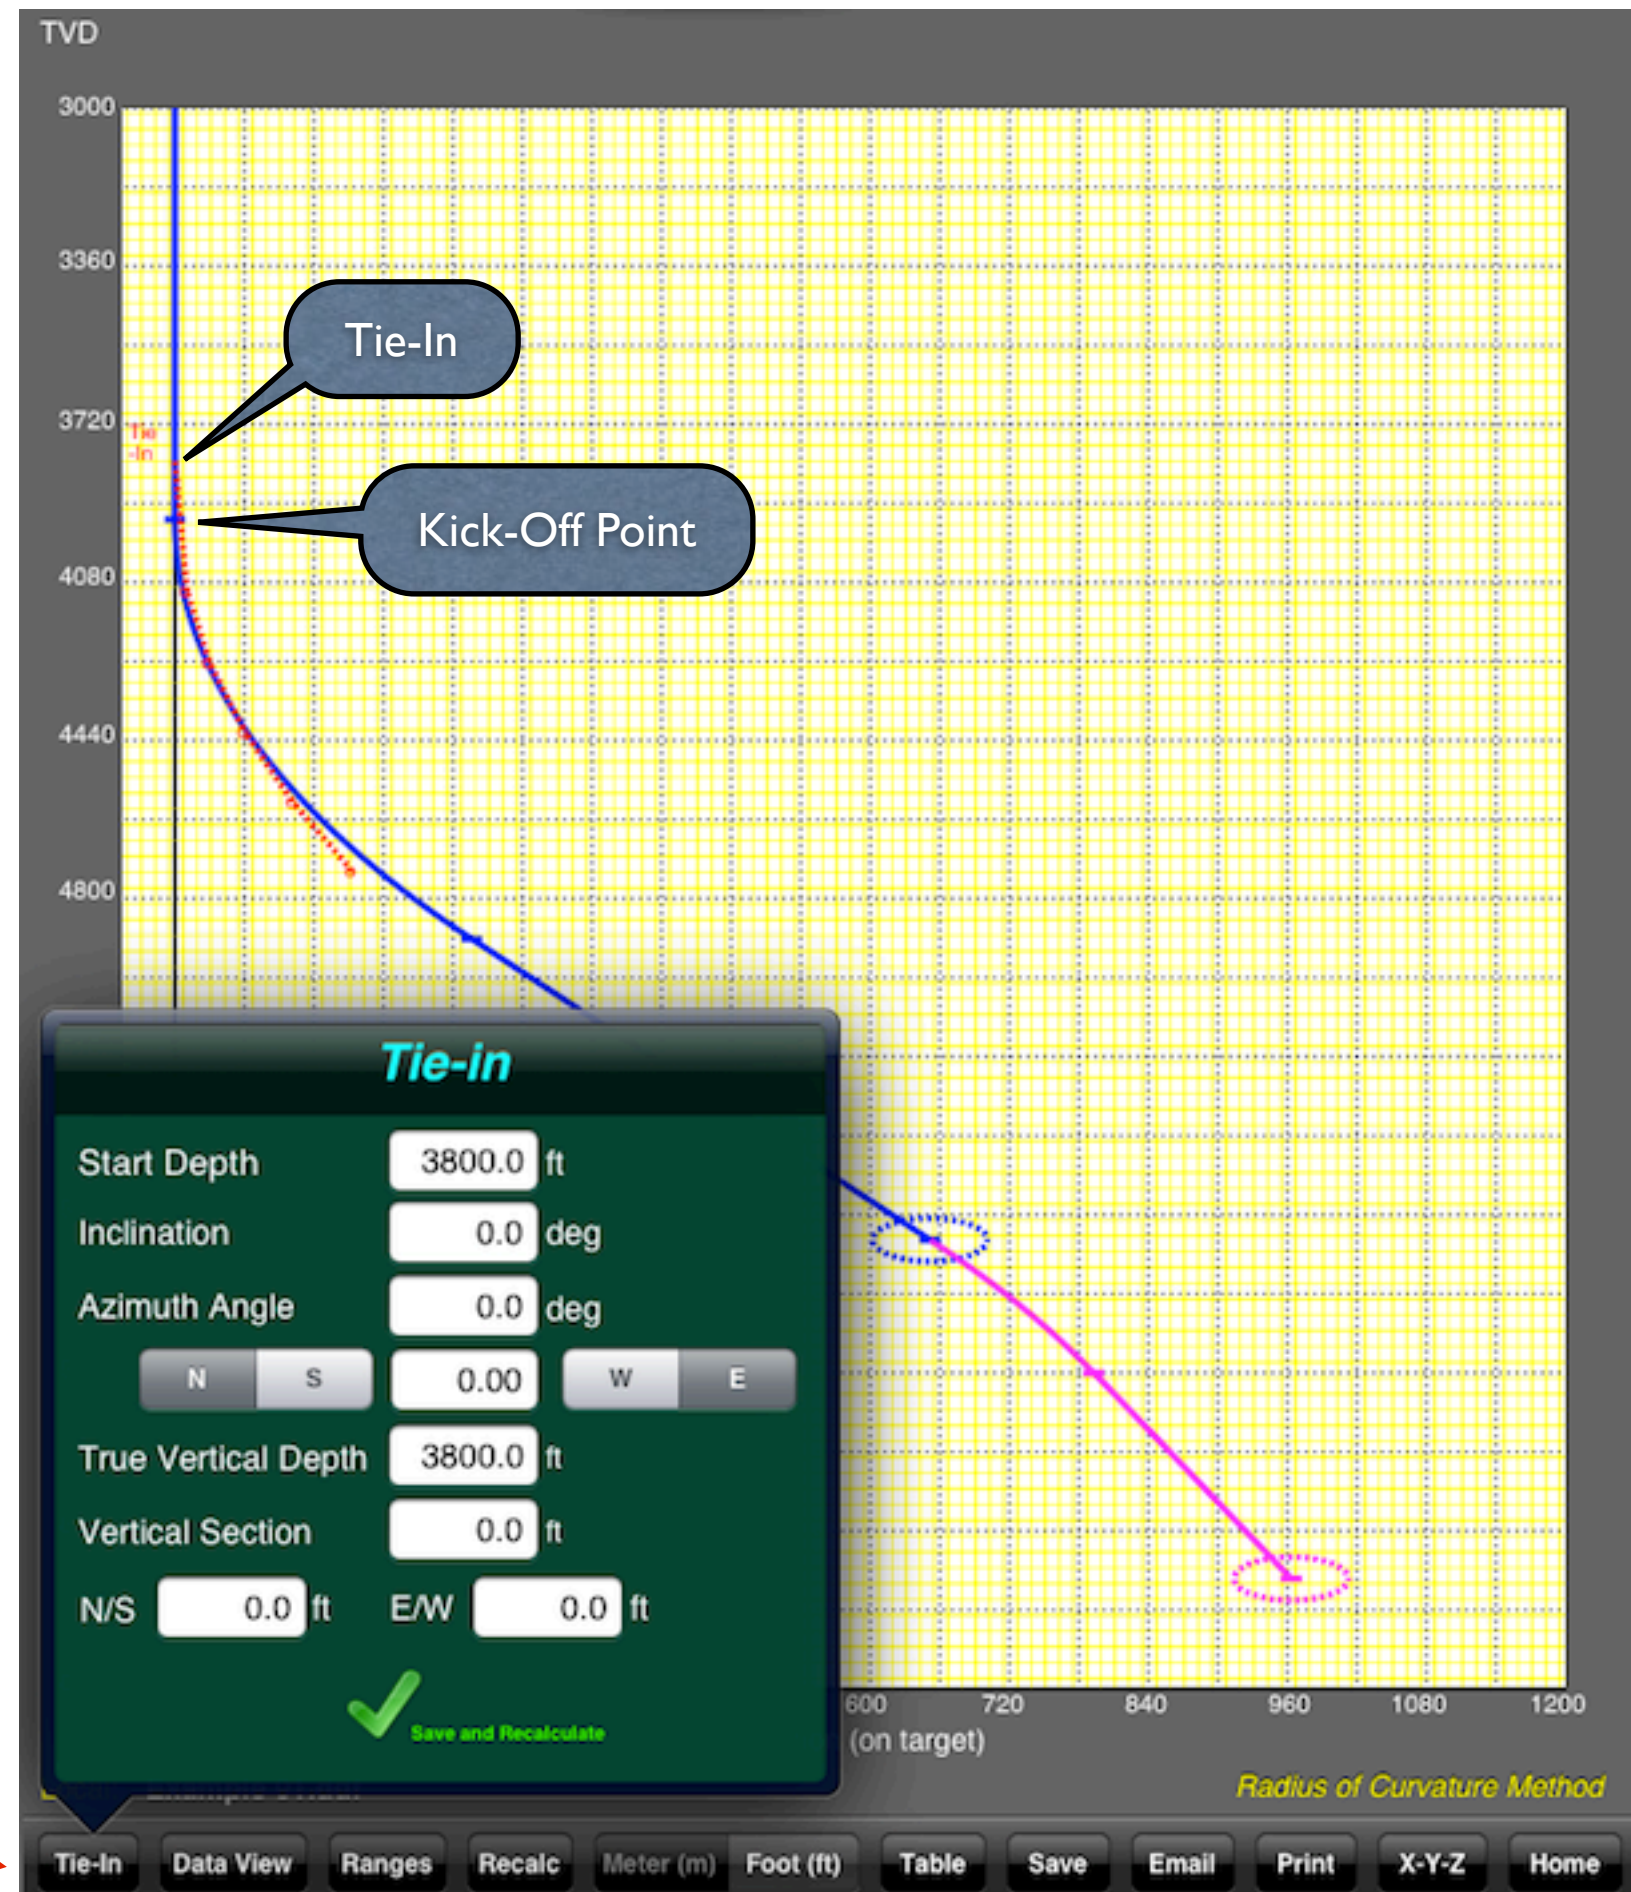 TVD
3000
3360
Tie-In
3720
Tie
-In
Kick-Off Point
4080
4440
4800
Tie-in
Start Depth 3800.0 ft
Inclination 0.0 deg
Azimuth Angle 0.0 deg
N S 0.00 W E
True Vertical Depth 3800.0 ft
Vertical Section 0.0 ft
N/S 0.0 ft E/W 0.0 ft
Save and Recalculate
600 720 840 960 1080 1200
(on target)
Radius of Curvature Method
Tie-In Data View Ranges Recalc Meter (m) Foot (ft) Table Save Email Print X-Y-Z Home